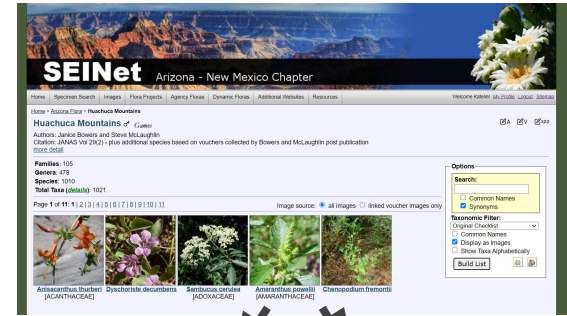 SEINet Arizona - New Mexico Chapter
Home Specimen Search Images Flora Projects Agency Floras Dynamic Floras Additional Websites Resources
Welcome Katelin! My Profile Logout Sitemap
Home > Arizona Flora > Huachuca Mountains
Huachuca Mountains Games
A V spp
Authors: Janice Bowers and Steve McLaughlin
Citation: JANAS Vol 29(2) - plus additional species based on vouchers collected by Bowers and McLaughlin post publication
more detail
Families: 105
Genera: 479
Species: 1010
Total Taxa (details): 1021
Page 1 of 11: 1 | 2 | 3 | 4 | 5 | 6 | 7 | 8 | 9 | 10 | 11
Image source: all images linked voucher images only
Anisacanthus thurberi
[ACANTHACEAE]
Dyschoriste decumbens
Sambucus cerulea
[ADOXACEAE]
Amaranthus powellii
[AMARANTHACEAE]
Chenopodium fremontii
Options
Search:
Common Names
Synonyms
Taxonomic Filter:
Original Checklist
Common Names
Display as images
Show Taxa Alphabetically
Build List